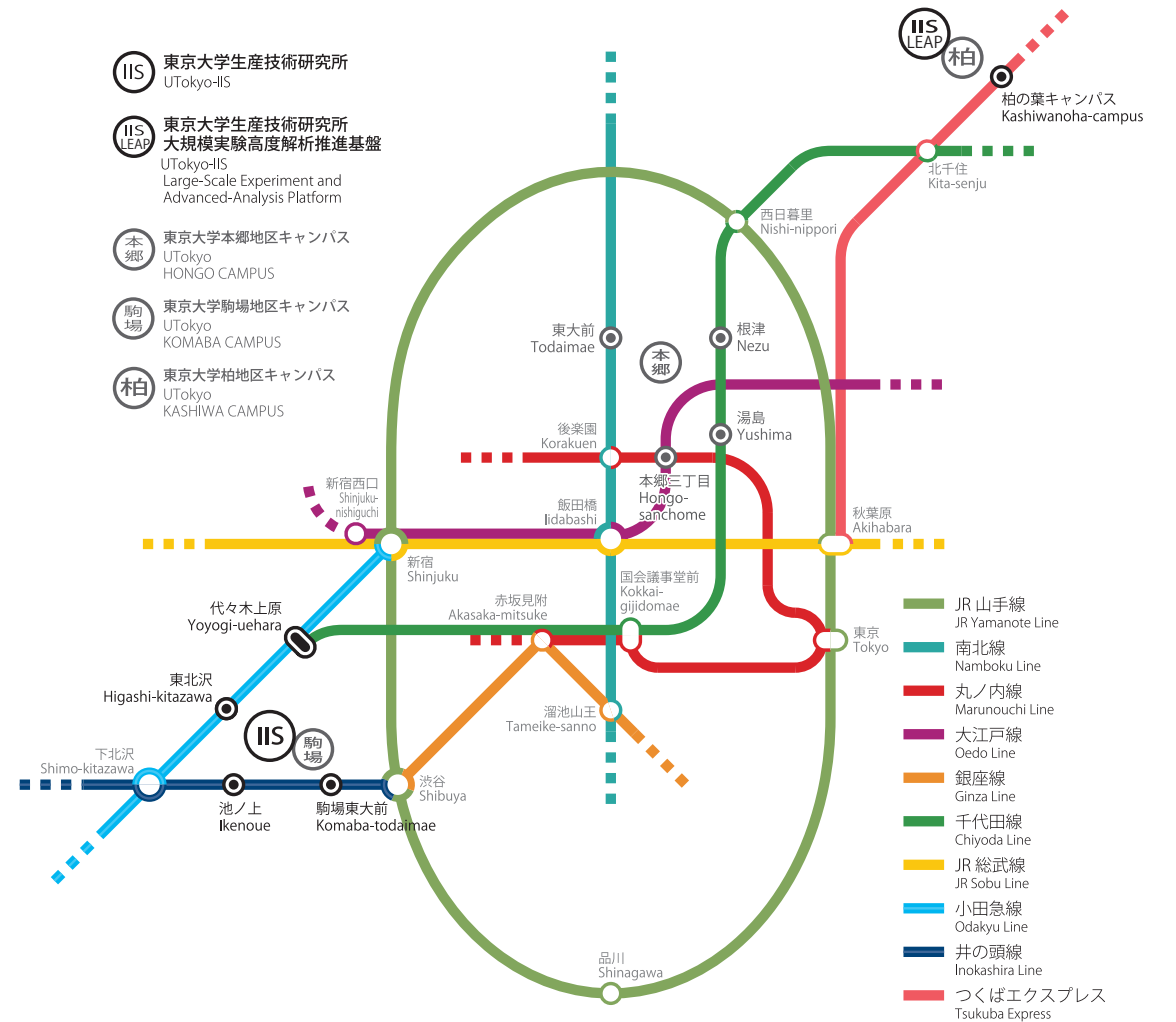 IIS
東京大学生産技術研究所
UTokyo-IIS
IIS
LEAP
東京大学生産技術研究所
大規模実験高度解析推進基盤
UTokyo-IIS
Large-Scale Experiment and
Advanced-Analysis Platform
本
郷
東京大学本郷地区キャンパス
UTokyo
HONGO CAMPUS
駒
場
東京大学駒場地区キャンパス
UTokyo
KOMABA CAMPUS
柏
東京大学柏地区キャンパス
UTokyo
KASHIWA CAMPUS
IIS
LEAP
柏
柏の葉キャンパス
Kashiwanoha-campus
北千住
Kita-senju
西日暮里
Nishi-nippori
東大前
Todaimae
本
郷
根津
Nezu
湯島
Yushima
後楽園
Korakuen
本郷三丁目
Hongo-
sanchome
新宿西口
Shinjuku-
nishiguchi
飯田橋
Iidabashi
秋葉原
Akihabara
新宿
Shinjuku
国会議事堂前
Kokkai-
gijidomae
赤坂見附
Akasaka-mitsuke
代々木上原
Yoyogi-uehara
東京
Tokyo
東北沢
Higashi-kitazawa
IIS
駒
場
溜池山王
Tameike-sanno
下北沢
Shimo-kitazawa
渋谷
Shibuya
池ノ上
Ikenoue
駒場東大前
Komaba-todaimae
品川
Shinagawa
JR 山手線
JR Yamanote Line
南北線
Namboku Line
丸ノ内線
Marunouchi Line
大江戸線
Oedo Line
銀座線
Ginza Line
千代田線
Chiyoda Line
JR 総武線
JR Sobu Line
小田急線
Odakyu Line
井の頭線
Inokashira Line
つくばエクスプレス
Tsukuba Express